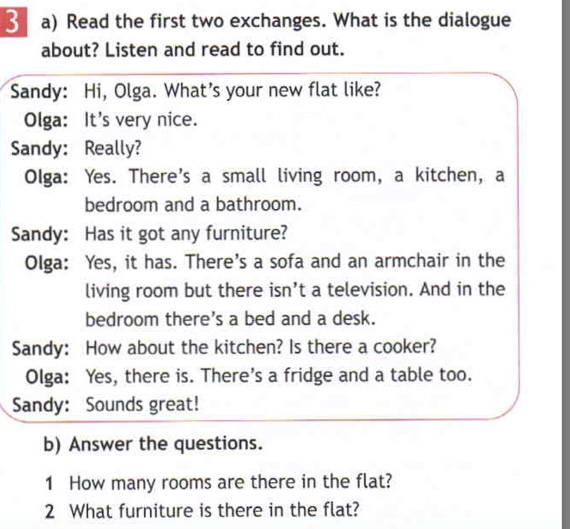 3 a) Read the first two exchanges. What is the dialogue
about? Listen and read to find out.
Sandy: Hi, Olga. What's your new flat like?
Olga: It's very nice.
Sandy: Really?
Olga: Yes. There's a small living room, a kitchen, a
bedroom and a bathroom.
Sandy: Has it got any furniture?
Olga: Yes, it has. There's a sofa and an armchair in the
living room but there isn't a television. And in the
bedroom there's a bed and a desk.
Sandy: How about the kitchen? Is there a cooker?
Olga: Yes, there is. There's a fridge and a table too.
Sandy: Sounds great!
b) Answer the questions.
1 How many rooms are there in the flat?
2 What furniture is there in the flat?